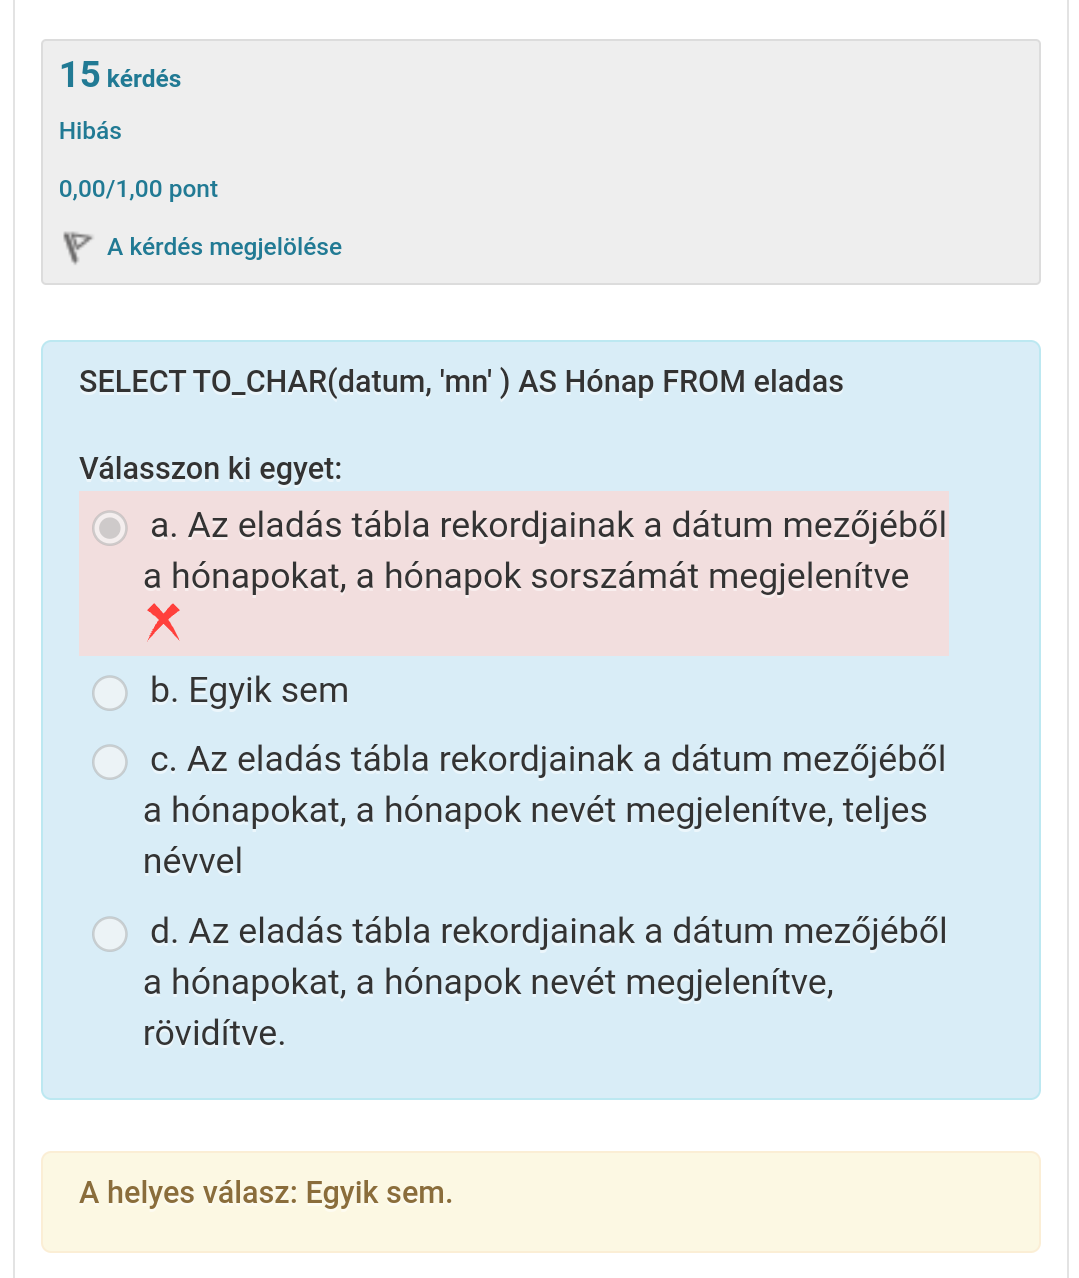 15 kérdés
Hibás
0,00/1,00 pont
A kérdés megjelölése
SELECT TO_CHAR(datum, 'mn' ) AS Hónap FROM eladas
Válasszon ki egyet:
a. Az eladás tábla rekordjainak a dátum mezőjéből
a hónapokat, a hónapok sorszámát megjelenítve
b. Egyik sem
c. Az eladás tábla rekordjainak a dátum mezőjéből
a hónapokat, a hónapok nevét megjelenítve, teljes
névvel
d. Az eladás tábla rekordjainak a dátum mezőjéből
a hónapokat, a hónapok nevét megjelenítve,
rövidítve.
A helyes válasz: Egyik sem.